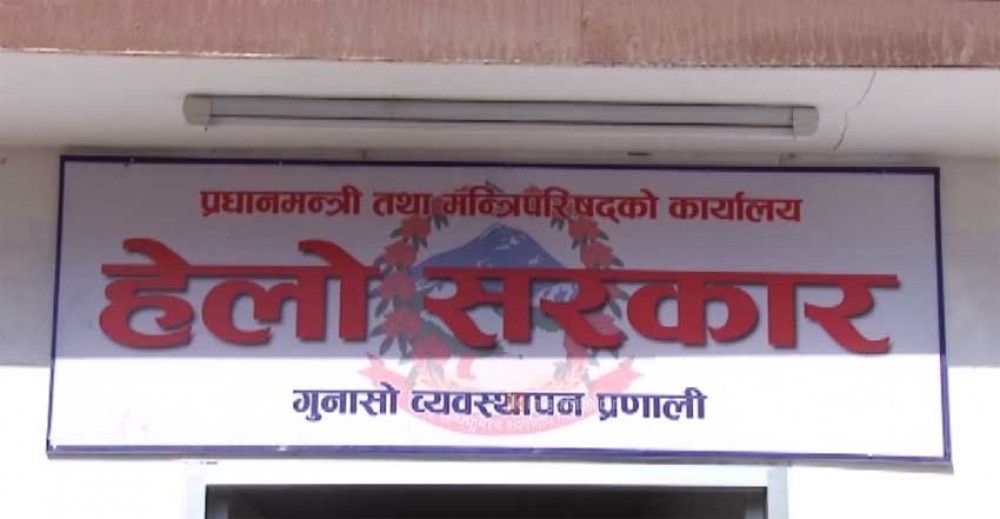 प्रधानमन्त्री तथा मन्त्रिपरिषद्को कार्यालय
हेलो सरकार
गुनासो व्यवस्थापन प्रणाली